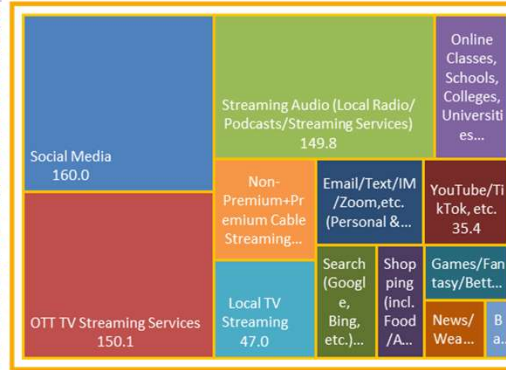 Social Media
160.0
OTT TV Streaming Services
150.1
Streaming Audio (Local Radio/
Podcasts/Streaming Services)
149.8
Online
Classes,
Schools,
Colleges,
Universiti
es...
Non-
Premium+Pr
emium Cable
Streaming...
Local TV
Streaming
47.0
Email/Text/IM
/Zoom,etc.
(Personal &...
YouTube/Ti
kTok, etc.
35.4
Search
(Googl
e,
Bing,
etc.)...
Shop
ping
(incl.
Food
/A...
Games/Fan
tasy/Bett...
News/
Wea...
B
a...